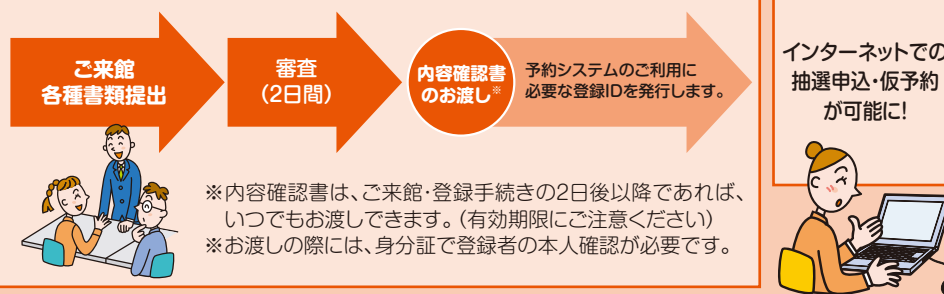 ご来館
各種書類提出
審査
（2日間）
内容確認書
のお渡し※
予約システムのご利用に
必要な登録IDを発行します。
インターネットでの
抽選申込・仮予約
が可能に!
※内容確認書は、ご来館・登録手続きの2日後以降であれば、
いつでもお渡しできます。（有効期限にご注意ください）
※お渡しの際には、身分証で登録者の本人確認が必要です。